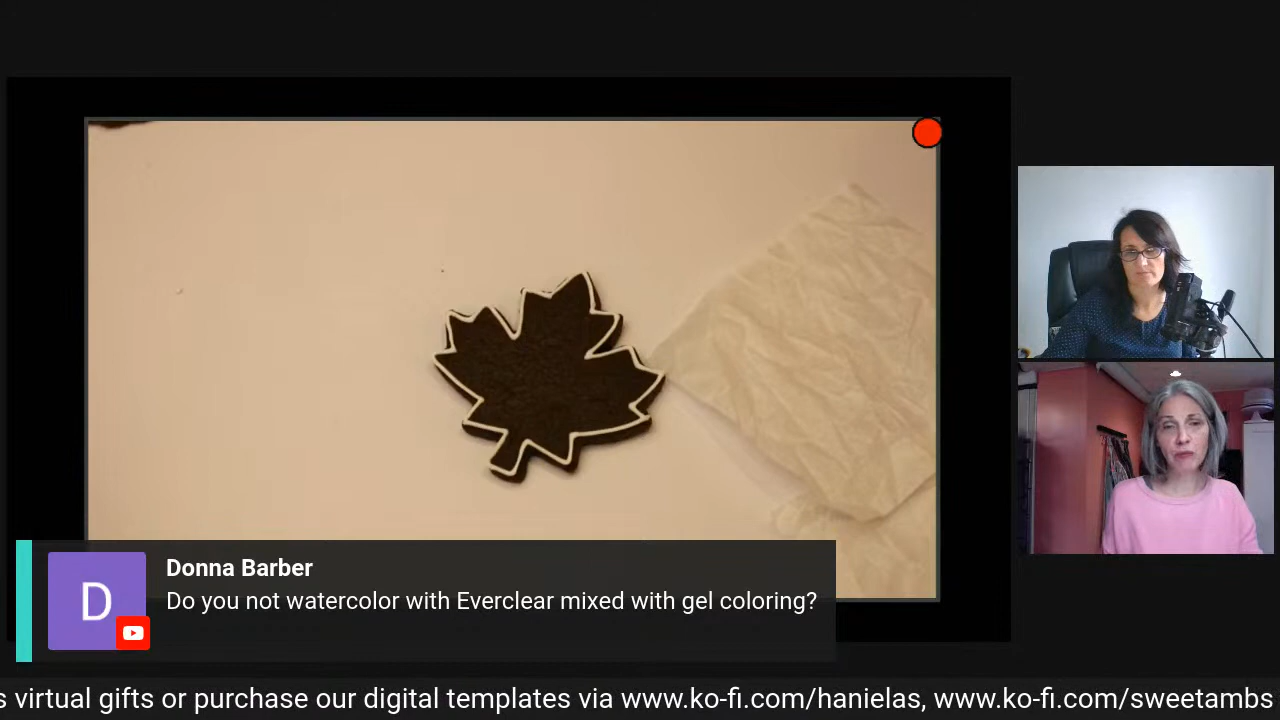 D
Donna Barber
Do you not watercolor with Everclear mixed with gel coloring?
s virtual gifts or purchase our digital templates via www.ko-fi.com/hanielas, www.ko-fi.com/sweetambs